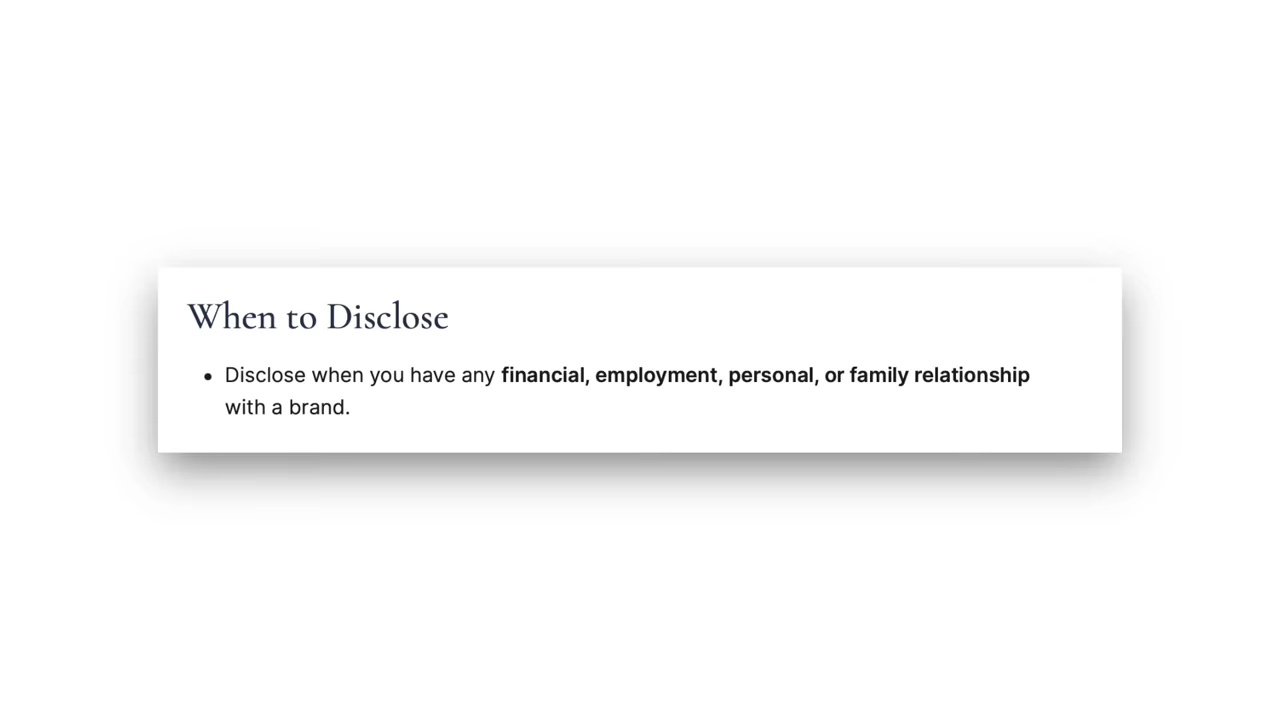 When to Disclose
• Disclose when you have any financial, employment, personal, or family relationship
with a brand.